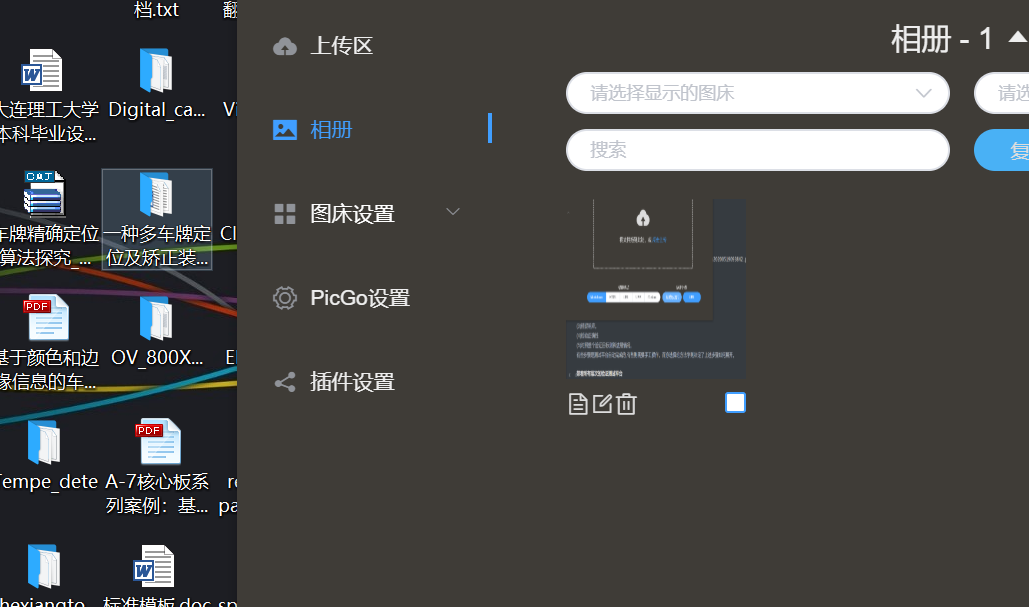 档.txt
翻
大连理工大学
本科毕业设...
Digital_ca...
Vi
CAJ
车牌精确定位
算法探究_...
一种多车牌定
位及矫正装...
Cl
PDF
基于颜色和边
缘信息的车...
OV_800X...
Tempe_dete
PDF
A-7核心板系
列案例：基...
re
pa
hexiangto
标准模板.doc
sp
上传区
相册
图床设置
PicGo设置
插件设置
相册 - 1
请选择显示的图床
请选
搜索
复